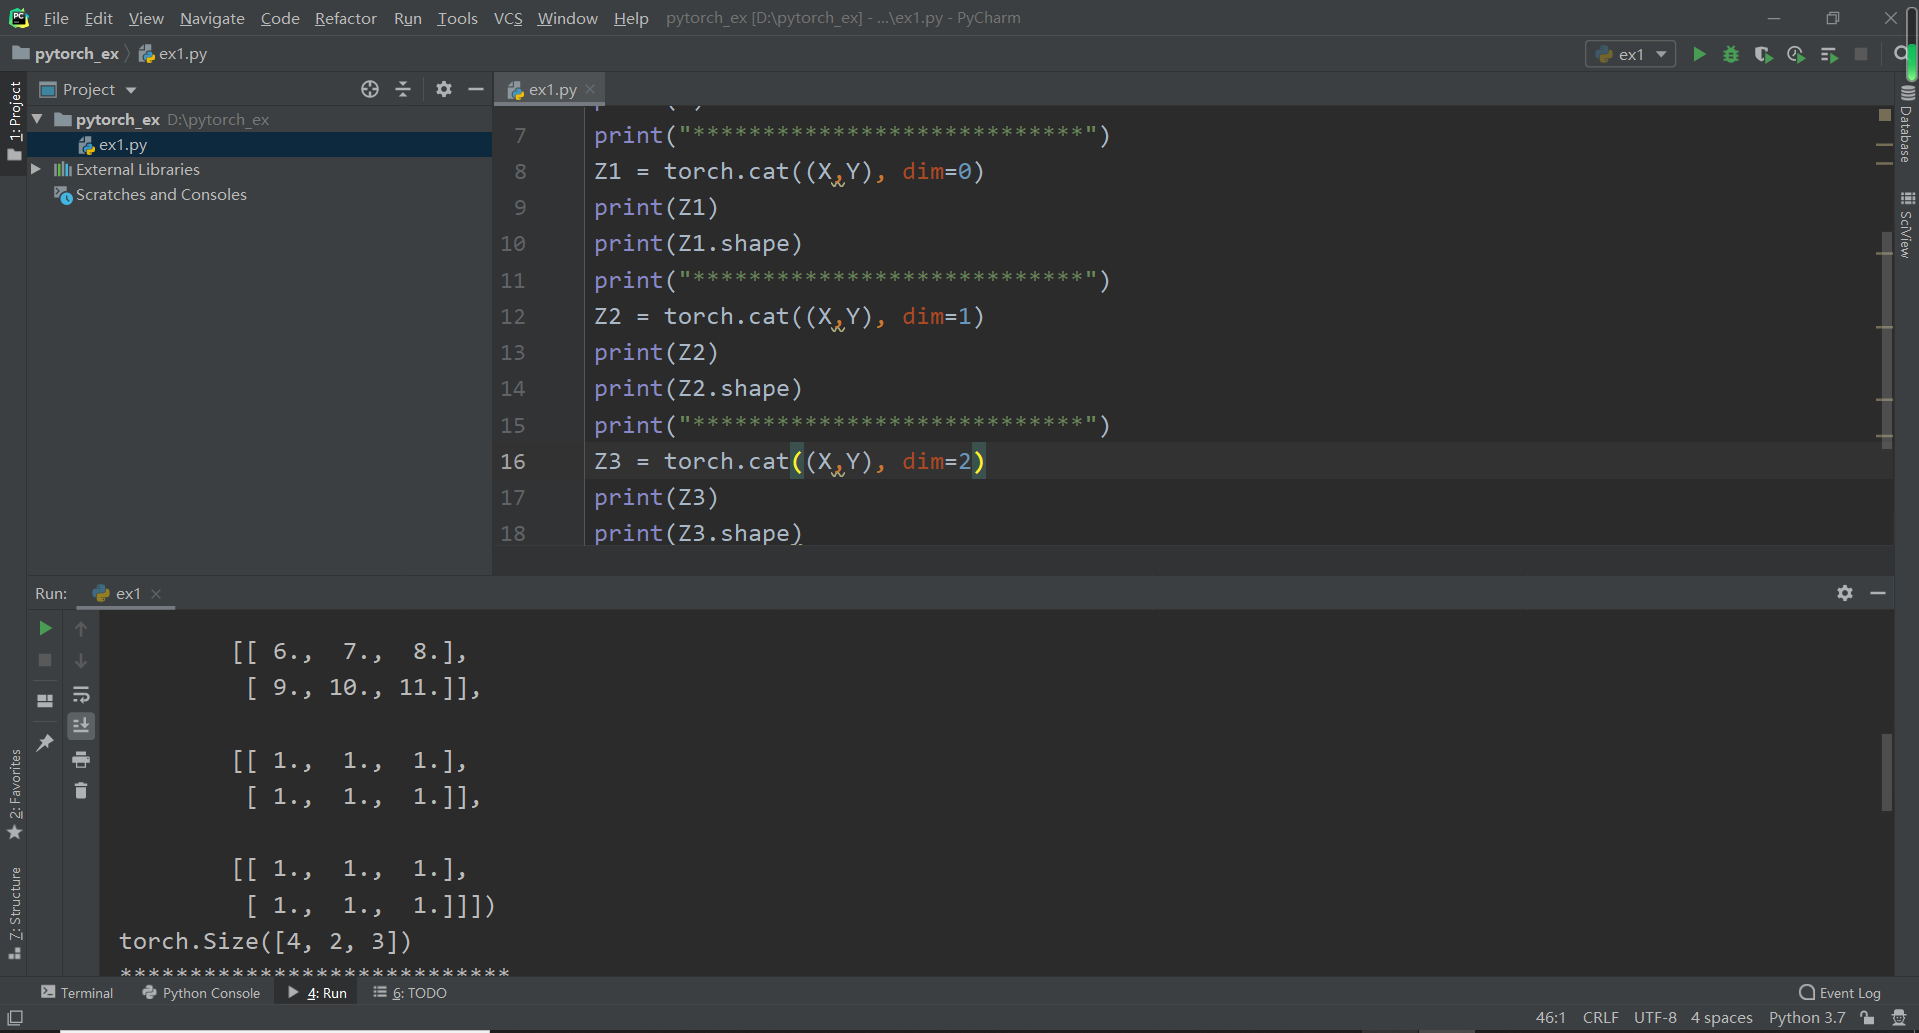 File Edit View Navigate Code Refactor Run Tools VCS Window Help pytorch_ex [D:\pytorch_ex] - ...\ex1.py - PyCharm
pytorch_ex ex1.py ex1
1: Project
Project
pytorch_ex D:\pytorch_ex
ex1.py
External Libraries
Scratches and Consoles
ex1.py
7 print("****************************")
8 Z1 = torch.cat((X,Y), dim=0)
9 print(Z1)
10 print(Z1.shape)
11 print("****************************")
12 Z2 = torch.cat((X,Y), dim=1)
13 print(Z2)
14 print(Z2.shape)
15 print("****************************")
16 Z3 = torch.cat((X,Y), dim=2)
17 print(Z3)
18 print(Z3.shape)
Database
SciView
Run: ex1
[[ 6., 7., 8.],
[ 9., 10., 11.]],
[[ 1., 1., 1.],
[ 1., 1., 1.]],
[[ 1., 1., 1.],
[ 1., 1., 1.]]])
torch.Size([4, 2, 3])
****************************
2: Favorites
7: Structure
Terminal Python Console 4: Run 6: TODO Event Log
46:1 CRLF UTF-8 4 spaces Python 3.7